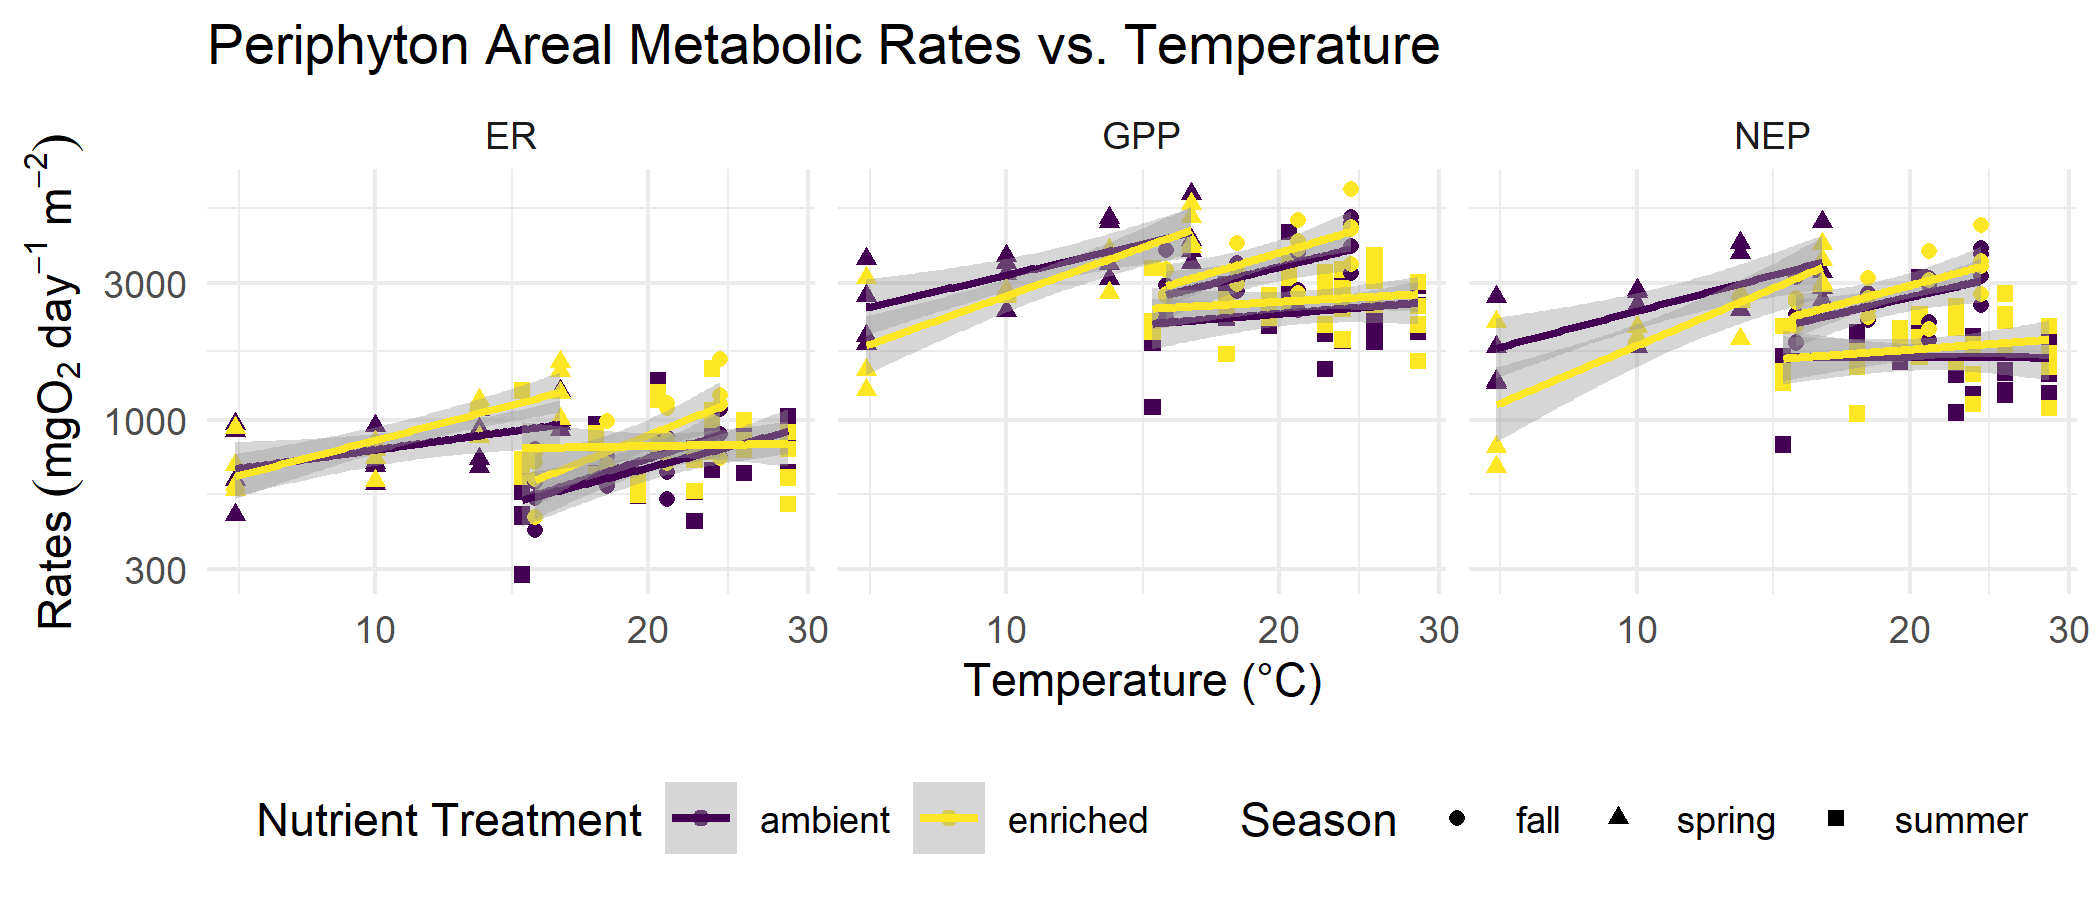 Periphyton Areal Metabolic Rates vs. Temperature
ER GPP NEP
Rates (mgO₂ day⁻¹ m⁻²)
3000
1000
300
10 20 30 10 20 30 10 20 30
Temperature (°C)
Nutrient Treatment ambient enriched Season fall spring summer